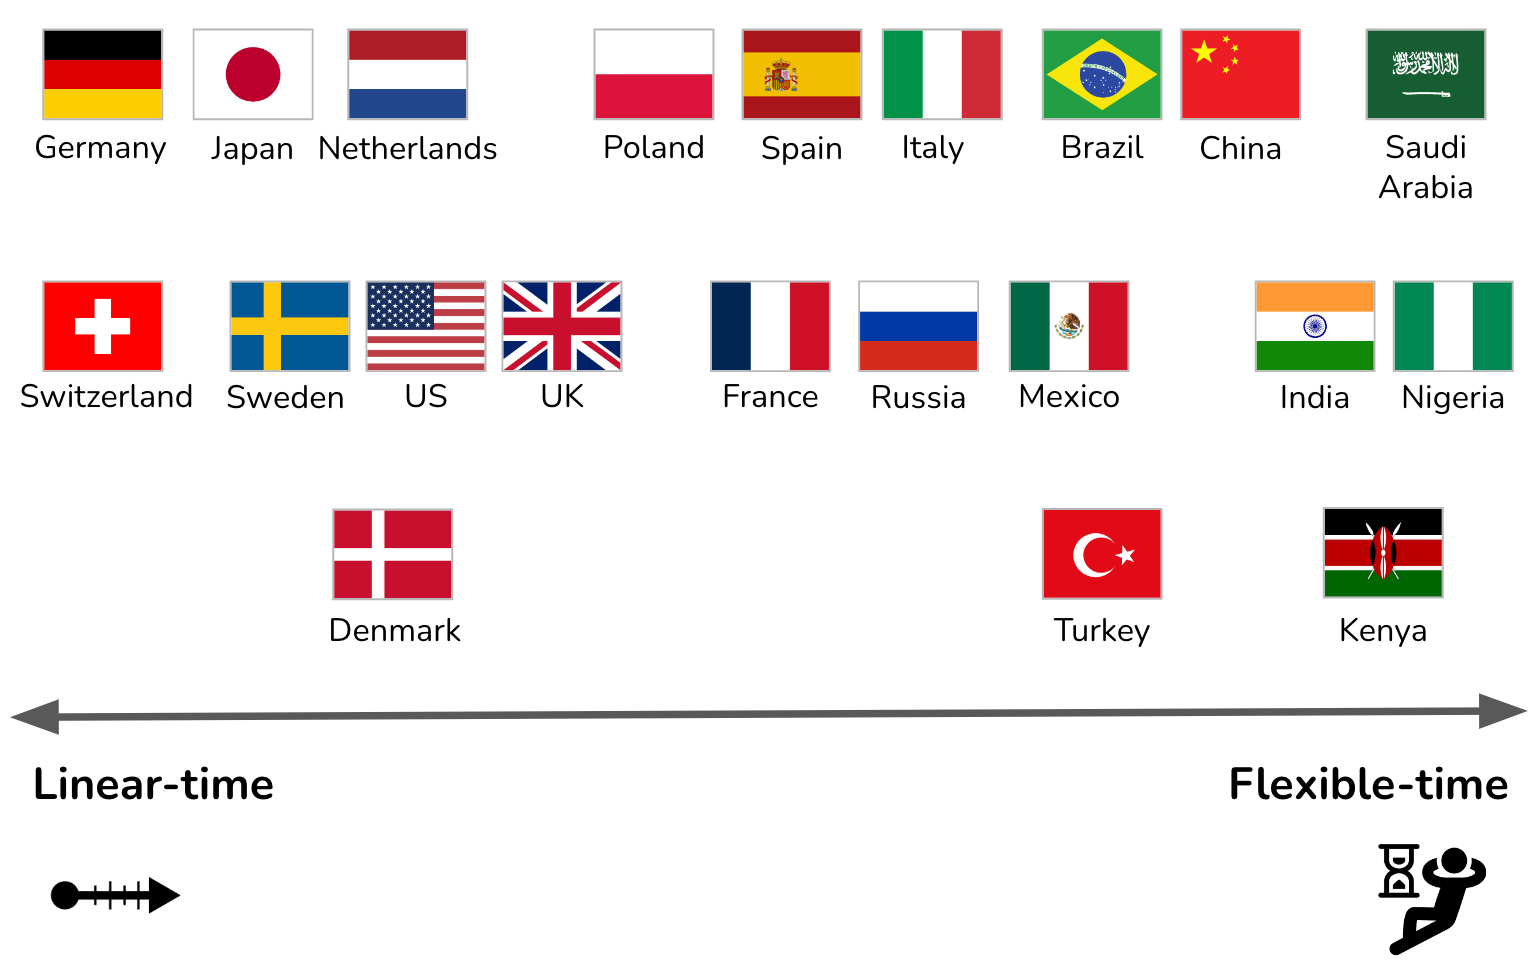 Germany
Japan
Netherlands
Poland
Spain
Italy
Brazil
China
Saudi
Arabia
Switzerland
Sweden
US
UK
France
Russia
Mexico
India
Nigeria
Denmark
Turkey
Kenya
Linear-time
Flexible-time